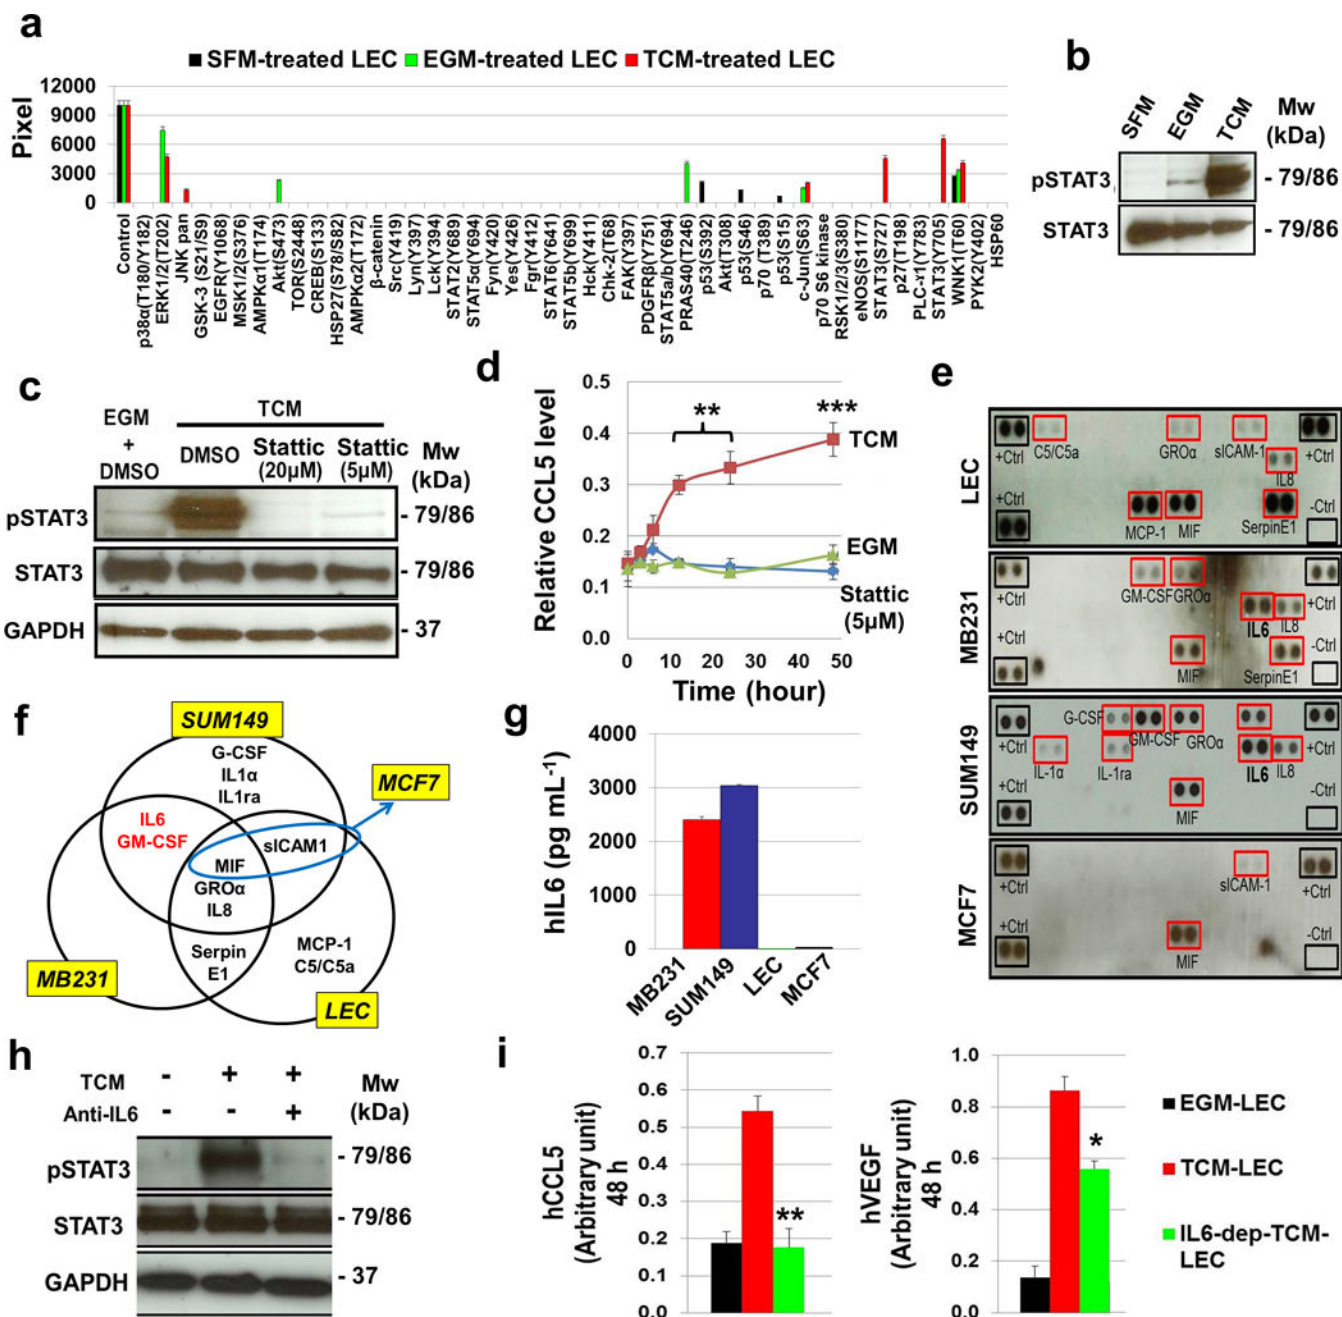 a
SFM-treated LEC EGM-treated LEC TCM-treated LEC
Pixel
12000
9000
6000
3000
0
Control
p38α(T180/Y182)
ERK1/2(T202)
JNK pan
GSK-3 (S21/S9)
EGFR(Y1068)
MSK1/2(S376)
AMPKα1(T174)
Akt(S473)
TOR(S2448)
CREB(S133)
HSP27(S78/S82)
AMPKα2(T172)
β-catenin
Src(Y419)
Lyn(Y397)
Lck(Y394)
STAT2(Y689)
STAT5α(Y694)
Fyn(Y420)
Yes(Y426)
Fgr(Y412)
STAT6(Y641)
STAT5b(Y699)
Hck(Y411)
Chk-2(T68)
FAK(Y397)
PDGFRβ(Y751)
STAT5a/b(Y694)
PRAS40(T246)
p53(S392)
Akt(T308)
p53(S46)
p70 (T389)
p53(S15)
c-Jun(S63)
p70 S6 kinase
RSK1/2/3(S380)
eNOS(S1177)
STAT3(S727)
p27(T198)
PLC-γ1(Y783)
STAT3(Y705)
WNK1(T60)
PYK2(Y402)
HSP60
b
SFM EGM TCM Mw
(kDa)
pSTAT3 - 79/86
STAT3 - 79/86
c
EGM
+
DMSO
TCM
DMSO Stattic
(20µM) Stattic
(5µM) Mw
(kDa)
pSTAT3 - 79/86
STAT3 - 79/86
GAPDH - 37
d
Relative CCL5 level
0.5
0.4
0.3
0.2
0.1
0.0
** ***
TCM
EGM
Stattic
(5µM)
0 20 40 60
Time (hour)
e
LEC
+Ctrl C5/C5a GROα sICAM-1 +Ctrl
IL8
+Ctrl MCP-1 MIF SerpinE1 -Ctrl
MB231
+Ctrl GM-CSF GROα IL6 IL8 +Ctrl
+Ctrl MIF SerpinE1 -Ctrl
SUM149
G-CSF
+Ctrl GM-CSF GROα +Ctrl
IL-1α IL-1ra IL6 IL8
+Ctrl MIF -Ctrl
MCF7
+Ctrl sICAM-1 +Ctrl
+Ctrl MIF -Ctrl
f
SUM149
G-CSF
IL1α
IL1ra
MCF7
IL6
GM-CSF
sICAM1
MIF
GROα
IL8
Serpin
E1
MCP-1
C5/C5a
MB231
LEC
g
hIL6 (pg mL-1)
4000
3000
2000
1000
0
MB231
SUM149
LEC
MCF7
h
TCM - + + Mw
Anti-IL6 - - + (kDa)
pSTAT3 - 79/86
STAT3 - 79/86
GAPDH - 37
i
hCCL5
(Arbitrary unit)
48 h
0.7
0.6
0.5
0.4
0.3
0.2
0.1
0.0
**
hVEGF
(Arbitrary unit)
48 h
1.0
0.8
0.6
0.4
0.2
0.0
*
EGM-LEC
TCM-LEC
IL6-dep-TCM-
LEC